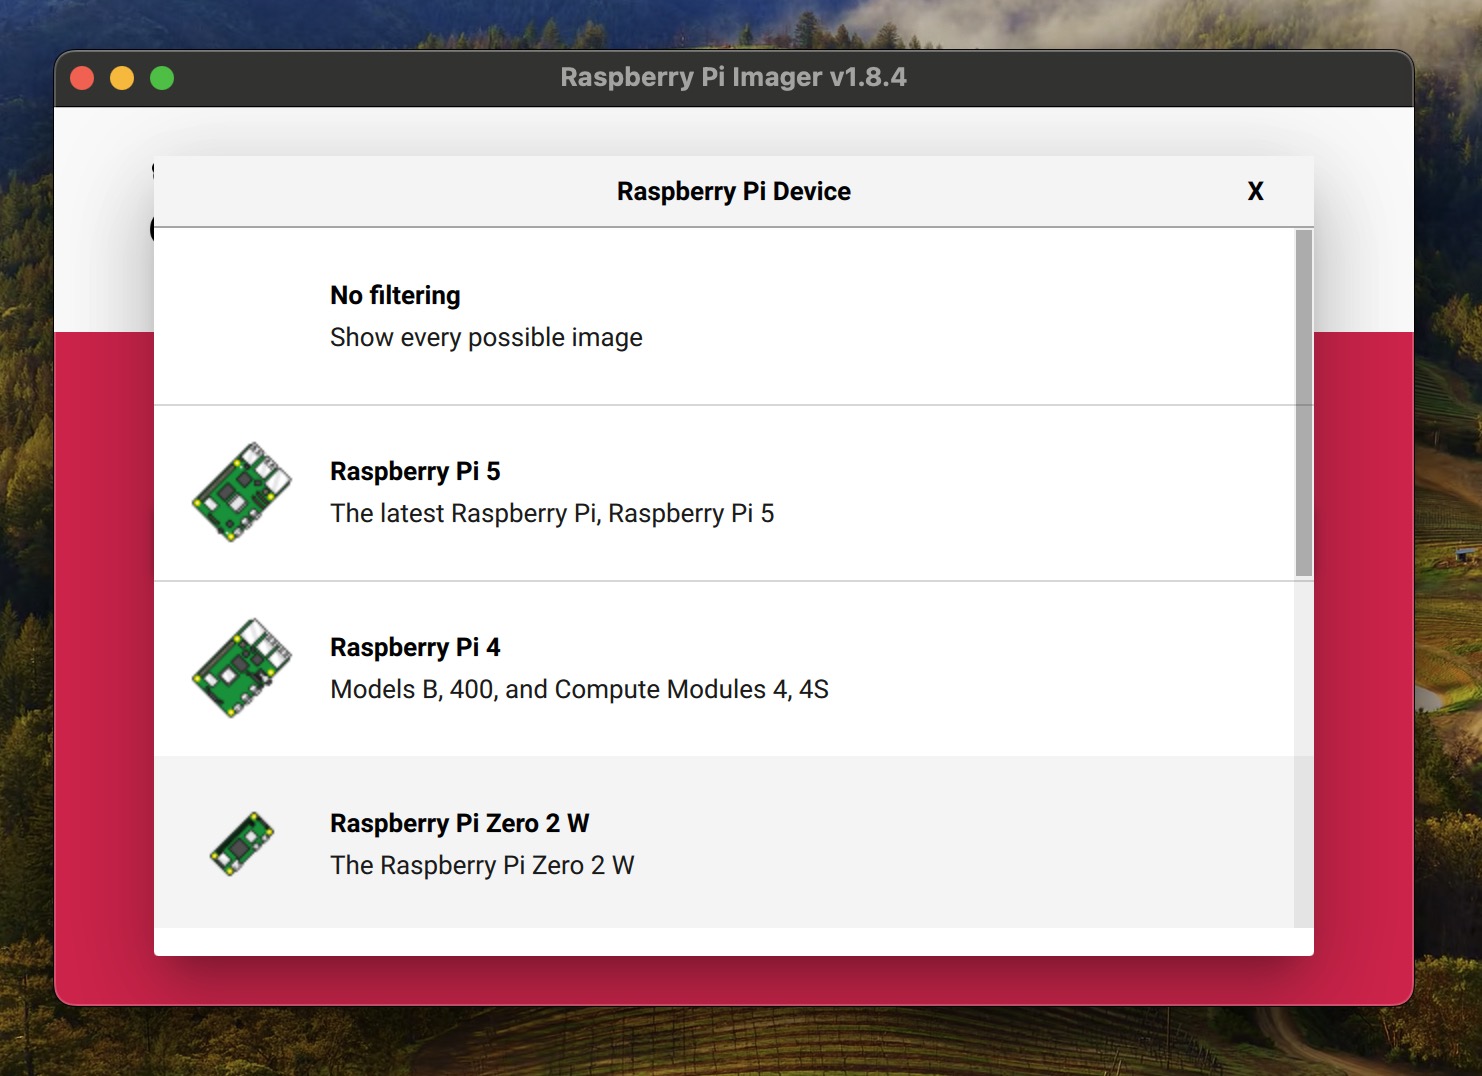 Raspberry Pi Imager v1.8.4
Raspberry Pi Device X
No filtering
Show every possible image
Raspberry Pi 5
The latest Raspberry Pi, Raspberry Pi 5
Raspberry Pi 4
Models B, 400, and Compute Modules 4, 4S
Raspberry Pi Zero 2 W
The Raspberry Pi Zero 2 W